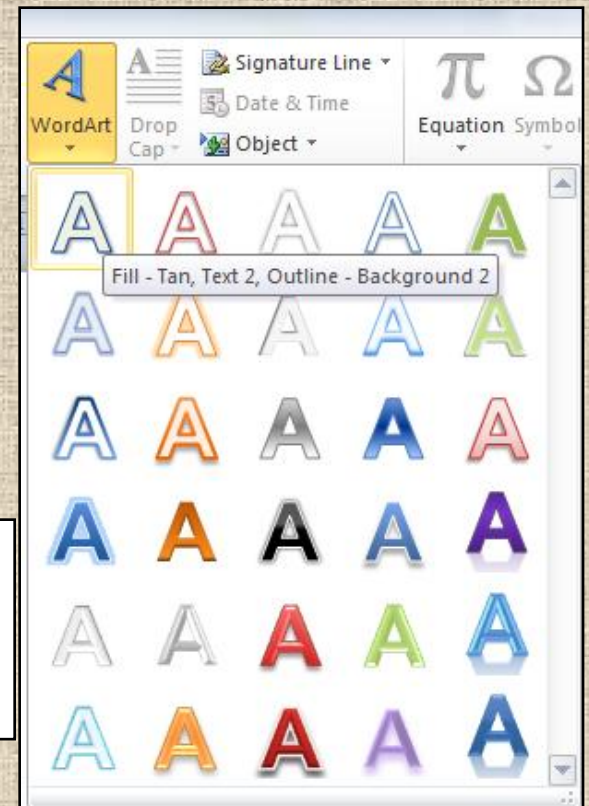 WordArt
Drop
Cap
Signature Line
Date & Time
Object
π Ω
Equation Symbol
A A A A A
Fill - Tan, Text 2, Outline - Background 2
A A A A A
A A A A A
A A A A A
A A A A A
A A A A A